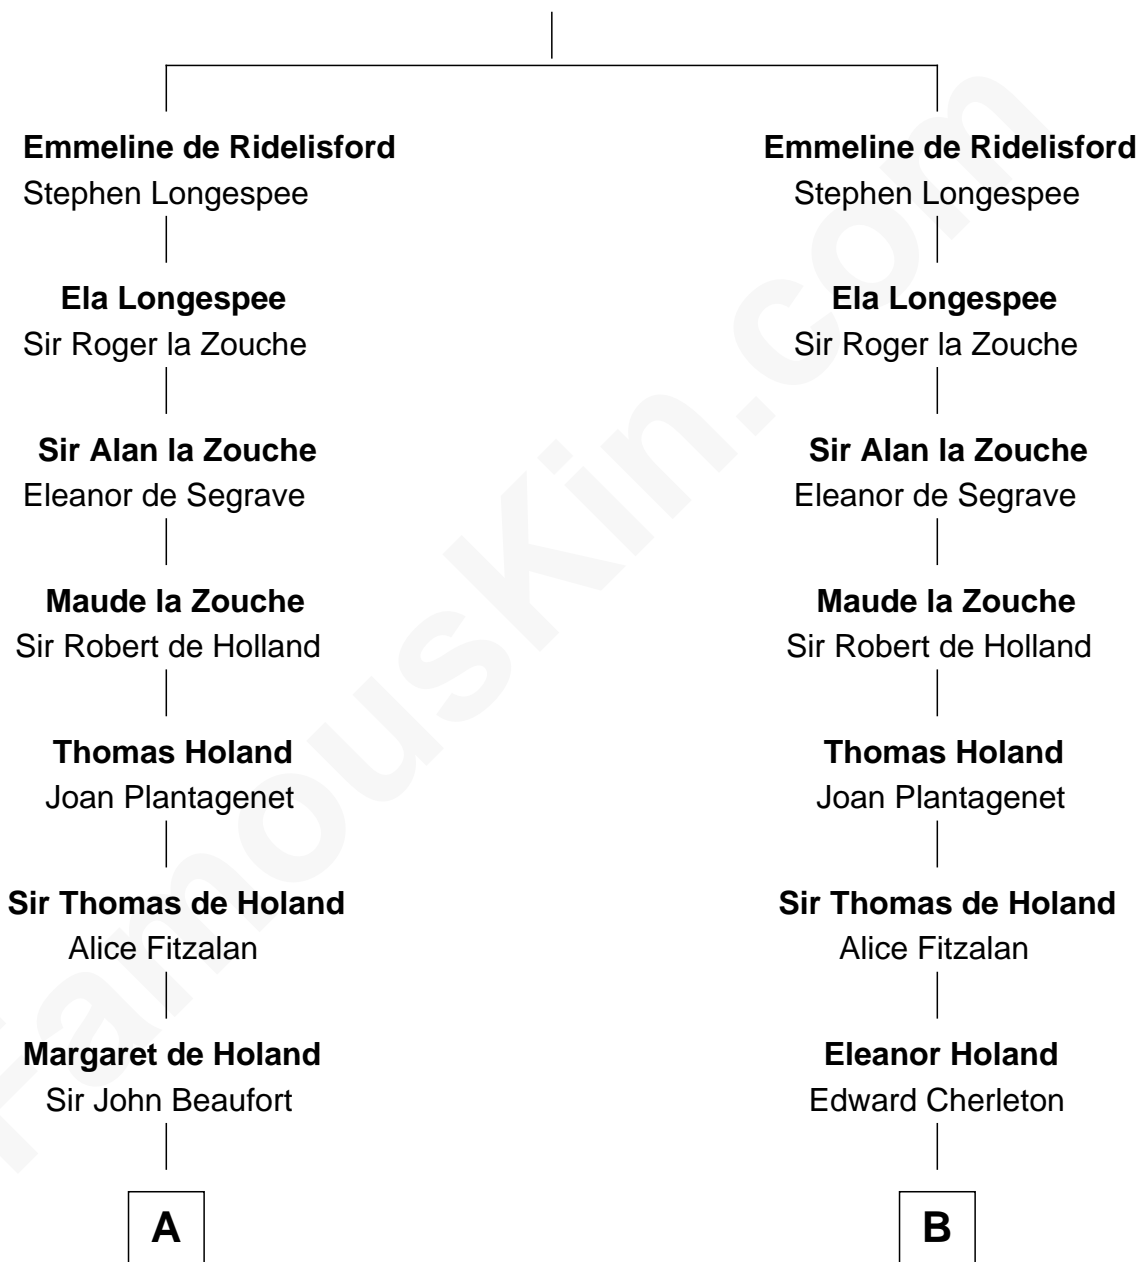 Emmeline de Ridelisford
Stephen Longespee
Ela Longespee
Sir Roger la Zouche
Sir Alan la Zouche
Eleanor de Segrave
Maude la Zouche
Sir Robert de Holland
Thomas Holand
Joan Plantagenet
Sir Thomas de Holand
Alice Fitzalan
Margaret de Holand
Sir John Beaufort
A
Emmeline de Ridelisford
Stephen Longespee
Ela Longespee
Sir Roger la Zouche
Sir Alan la Zouche
Eleanor de Segrave
Maude la Zouche
Sir Robert de Holland
Thomas Holand
Joan Plantagenet
Sir Thomas de Holand
Alice Fitzalan
Eleanor Holand
Edward Cherleton
B
FamousKin.com